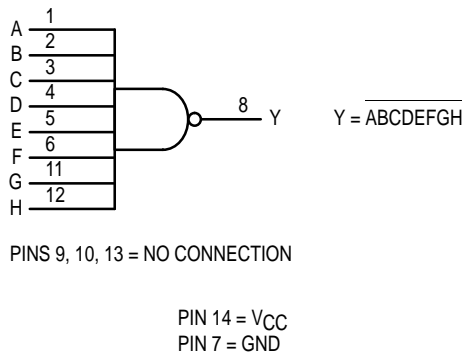 A 1
B 2
C 3
D 4
E 5
F 6
G 11
H 12
8 Y
Y = ABCDEFGH
PINS 9, 10, 13 = NO CONNECTION
PIN 14 = VCC
PIN 7 = GND